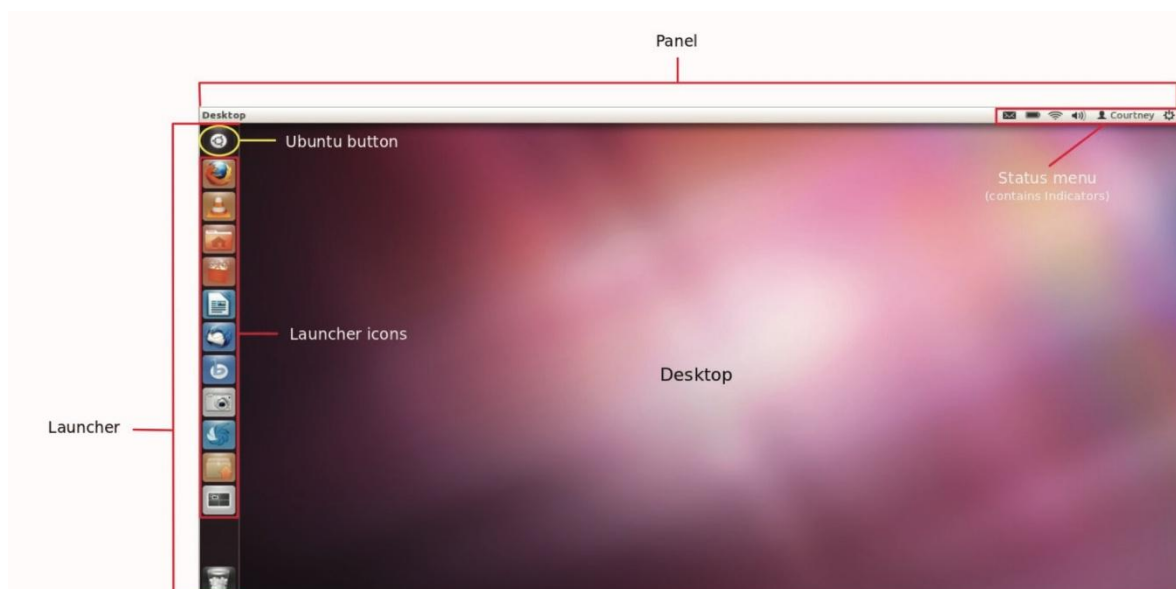 Panel
Desktop
Courtney
Ubuntu button
Status menu
(contains Indicators)
Launcher icons
Desktop
Launcher